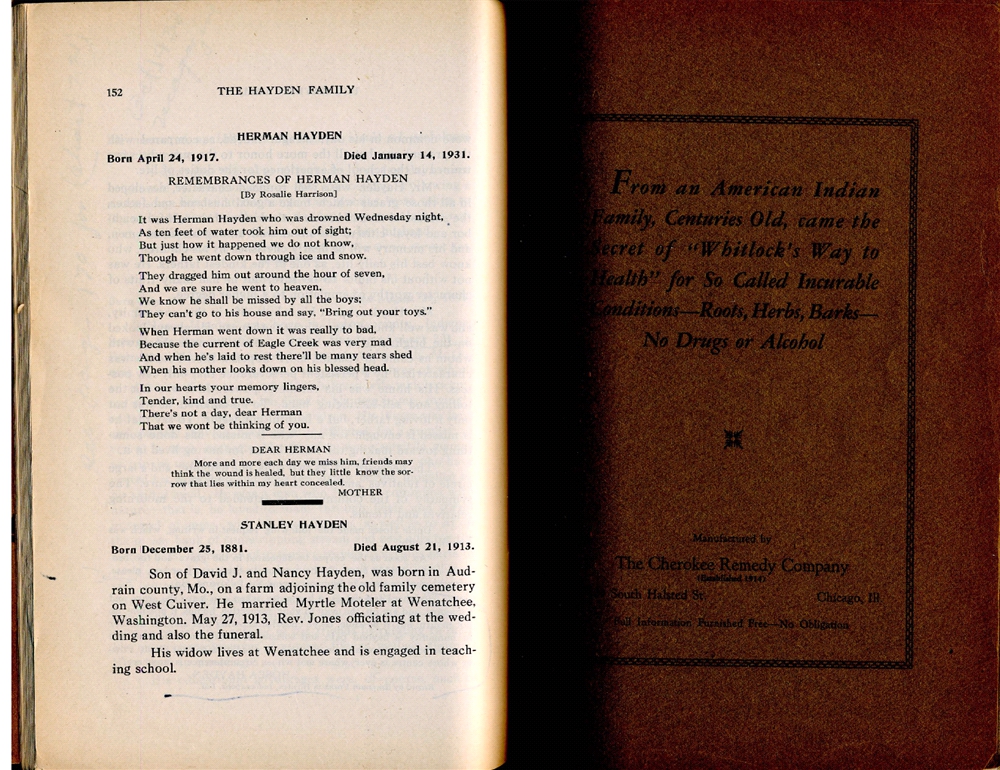 152 THE HAYDEN FAMILY
HERMAN HAYDEN
Born April 24, 1917. Died January 14, 1931.
REMEMBRANCES OF HERMAN HAYDEN
[By Rosalie Harrison]
It was Herman Hayden who was drowned Wednesday night,
As ten feet of water took him out of sight;
But just how it happened we do not know,
Though he went down through ice and snow.
They dragged him out around the hour of seven,
And we are sure he went to heaven,
We know he shall be missed by all the boys;
They can't go to his house and say, "Bring out your toys."
When Herman went down it was really to bad,
Because the current of Eagle Creek was very mad
And when he's laid to rest there'll be many tears shed
When his mother looks down on his blessed head.
In our hearts your memory lingers,
Tender, kind and true.
There's not a day, dear Herman
That we wont be thinking of you.
DEAR HERMAN
More and more each day we miss him, friends may
think the wound is healed, but they little know the sor-
row that lies within my heart concealed.
MOTHER
STANLEY HAYDEN
Born December 25, 1881. Died August 21, 1913.
Son of David J. and Nancy Hayden, was born in Aud-
rain county, Mo., on a farm adjoining the old family cemetery
on West Cuiver. He married Myrtle Moteler at Wenatchee,
Washington. May 27, 1913, Rev. Jones officiating at the wed-
ding and also the funeral.
His widow lives at Wenatchee and is engaged in teach-
ing school.
From an American Indian
Family, Centuries Old, came the
Secret of "Whitlock's Way to
Health" for So Called Incurable
Conditions—Roots, Herbs, Barks—
No Drugs or Alcohol
Manufactured by
The Cherokee Remedy Company
(Established 1914)
South Halsted St Chicago, Ill
Full Information Furnished Free—No Obligation